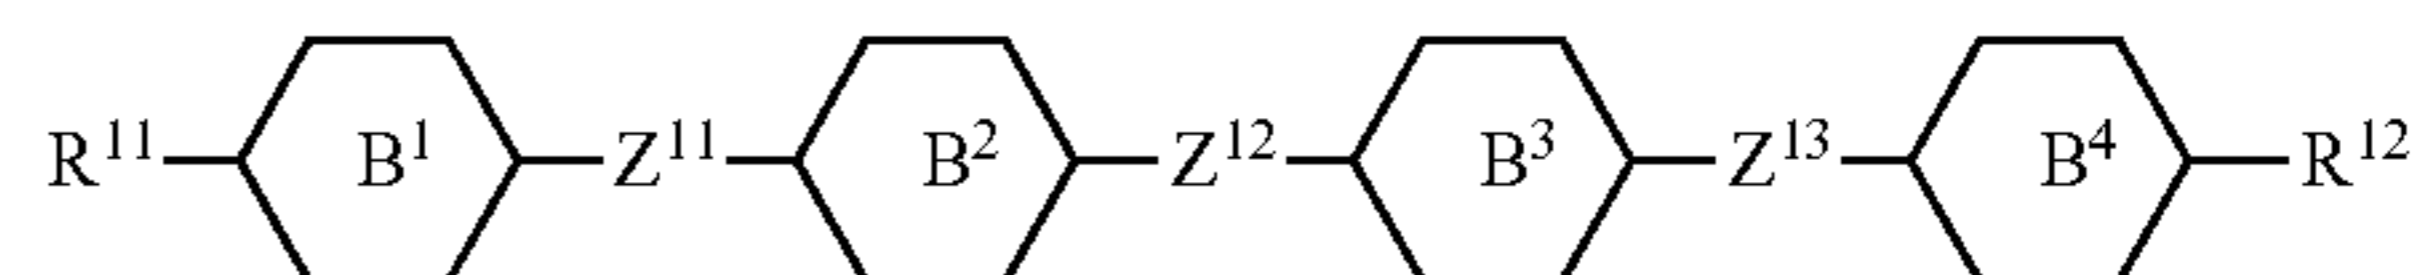 R¹¹ B¹ Z¹¹ B² Z¹² B³ Z¹³ B⁴ R¹²